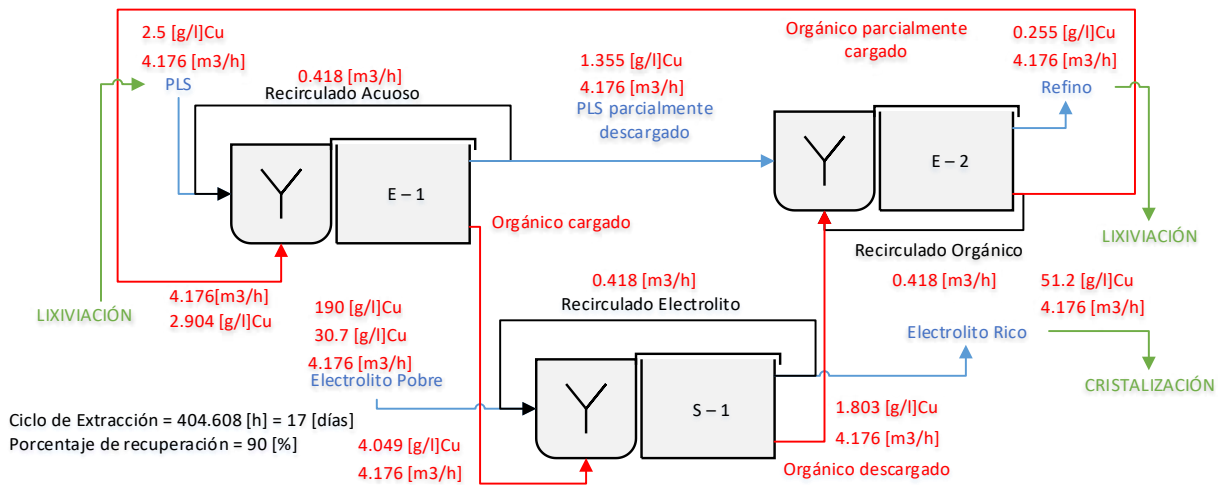 2.5 [g/l]Cu
4.176 [m3/h]
PLS
0.418 [m3/h]
Recirculado Acuoso
1.355 [g/l]Cu
4.176 [m3/h]
PLS parcialmente
descargado
Orgánico parcialmente
cargado
0.255 [g/l]Cu
4.176 [m3/h]
Refino
E – 1
E – 2
Orgánico cargado
LIXIVIACIÓN
Recirculado Orgánico
0.418 [m3/h]
LIXIVIACIÓN
4.176[m3/h]
2.904 [g/l]Cu
190 [g/l]Cu
30.7 [g/l]Cu
4.176 [m3/h]
Electrolito Pobre
0.418 [m3/h]
Recirculado Electrolito
51.2 [g/l]Cu
4.176 [m3/h]
Electrolito Rico
CRISTALIZACIÓN
S – 1
1.803 [g/l]Cu
4.176 [m3/h]
Orgánico descargado
Ciclo de Extracción = 404.608 [h] = 17 [días]
Porcentaje de recuperación = 90 [%]
4.049 [g/l]Cu
4.176 [m3/h]